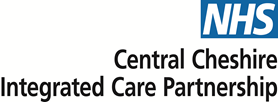 NHS
Central Cheshire
Integrated Care Partnership